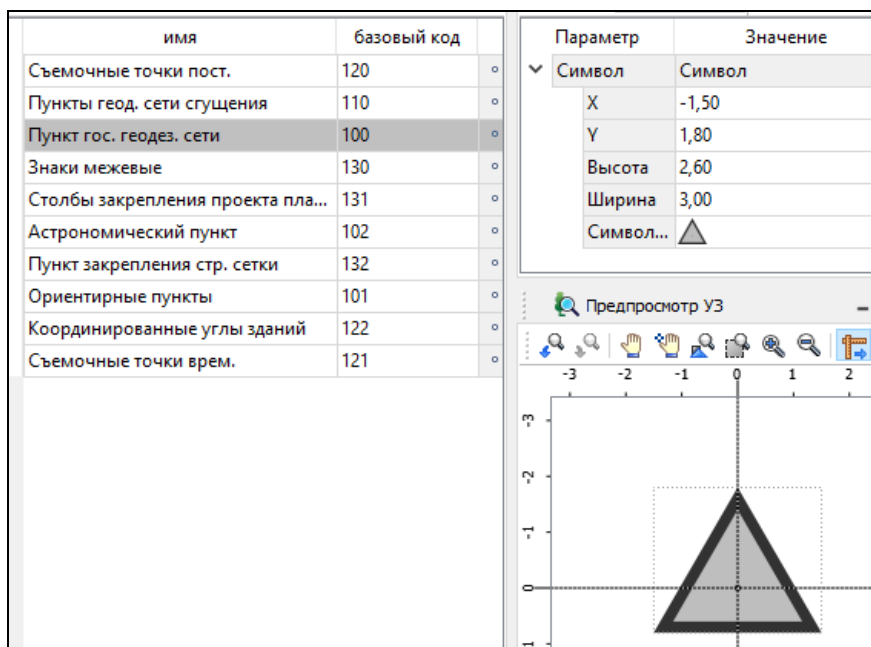 имя базовый код
Съемочные точки пост. 120
Пункты геод. сети сгущения 110
Пункт гос. геодез. сети 100
Знаки межевые 130
Столбы закрепления проекта пла... 131
Астрономический пункт 102
Пункт закрепления стр. сетки 132
Ориентирные пункты 101
Координированные углы зданий 122
Съемочные точки врем. 121
Параметр Значение
Символ Символ
X -1,50
Y 1,80
Высота 2,60
Ширина 3,00
Символ...
Предпросмотр УЗ
-3 -2 -1 0 1 2
-3
-2
-1
0
1